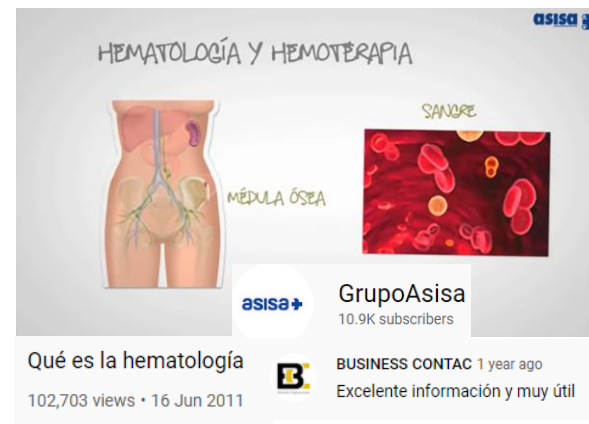 asisa
HEMATOLOGÍA Y HEMOTERAPIA
SANGRE
MÉDULA ÓSEA
asisa
GrupoAsisa
10.9K subscribers
Qué es la hematología
102,703 views • 16 Jun 2011
BUSINESS CONTAC 1 year ago
Excelente información y muy útil